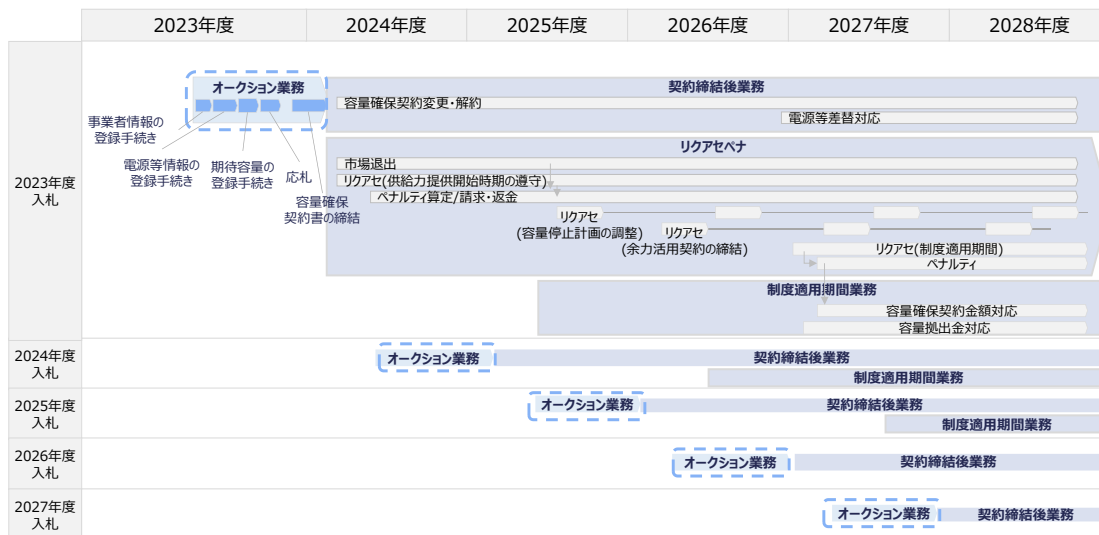 2023年度
2024年度
2025年度
2026年度
2027年度
2028年度
2023年度
入札
オークション業務
事業者情報の
登録手続き
電源等情報の
登録手続き
期待容量の
登録手続き
応札
容量確保
契約書の締結
契約締結後業務
容量確保契約変更・解約
電源等差替対応
リクアセペナ
市場退出
リクアセ(供給力提供開始時期の遵守)
ペナルティ算定/請求・返金
リクアセ
(容量停止計画の調整)
リクアセ
(余力活用契約の締結)
リクアセ(制度適用期間)
ペナルティ
制度適用期間業務
容量確保契約金額対応
容量拠出金対応
2024年度
入札
オークション業務
契約締結後業務
制度適用期間業務
2025年度
入札
オークション業務
契約締結後業務
制度適用期間業務
2026年度
入札
オークション業務
契約締結後業務
2027年度
入札
オークション業務
契約締結後業務